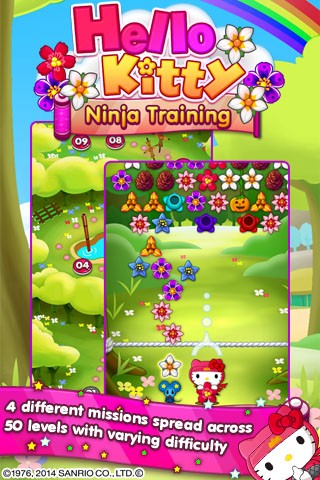 Hello
Kitty
Ninja Training
09
08
04
4 different missions spread across
50 levels with varying difficulty
©1976, 2014 SANRIO CO., LTD.